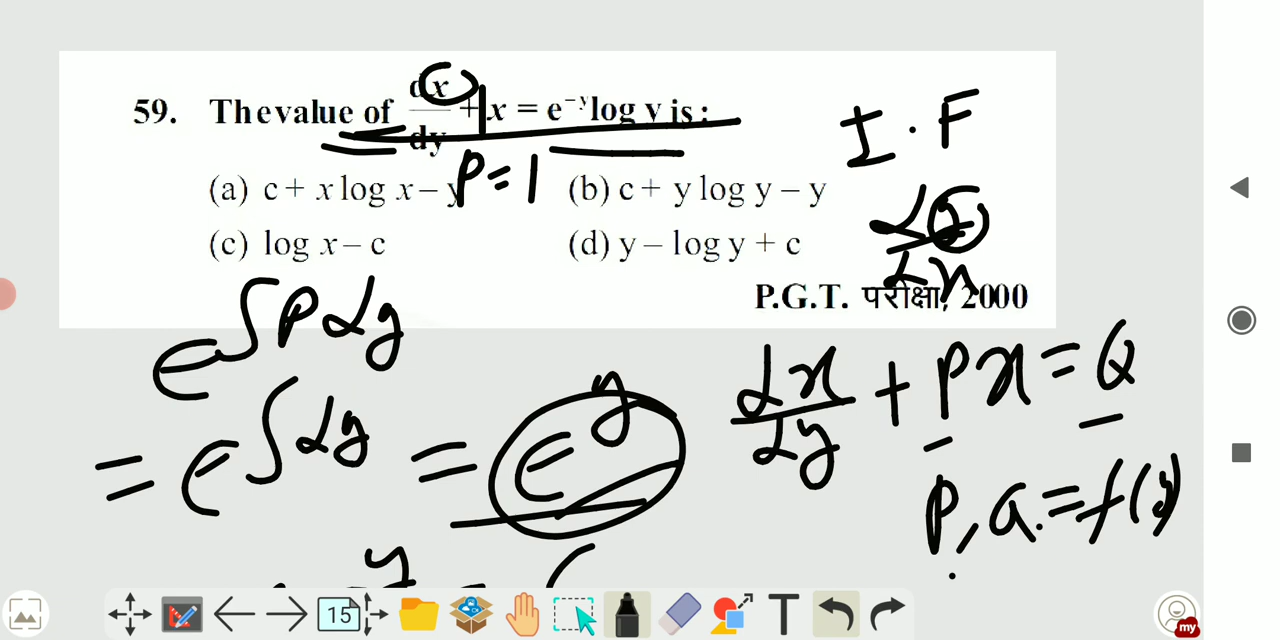 59. The value of dx/dy + x = e⁻ʸ log y is:
P = 1
(a) c + x log x – y (b) c + y log y – y
(c) log x – c (d) y – log y + c
P.G.T. परीक्षा, 2000
I.F
e^∫P dy
dx/dy + Px = Q
= e^∫dy = e^y
P, Q = f(y)
y =
15
T
my